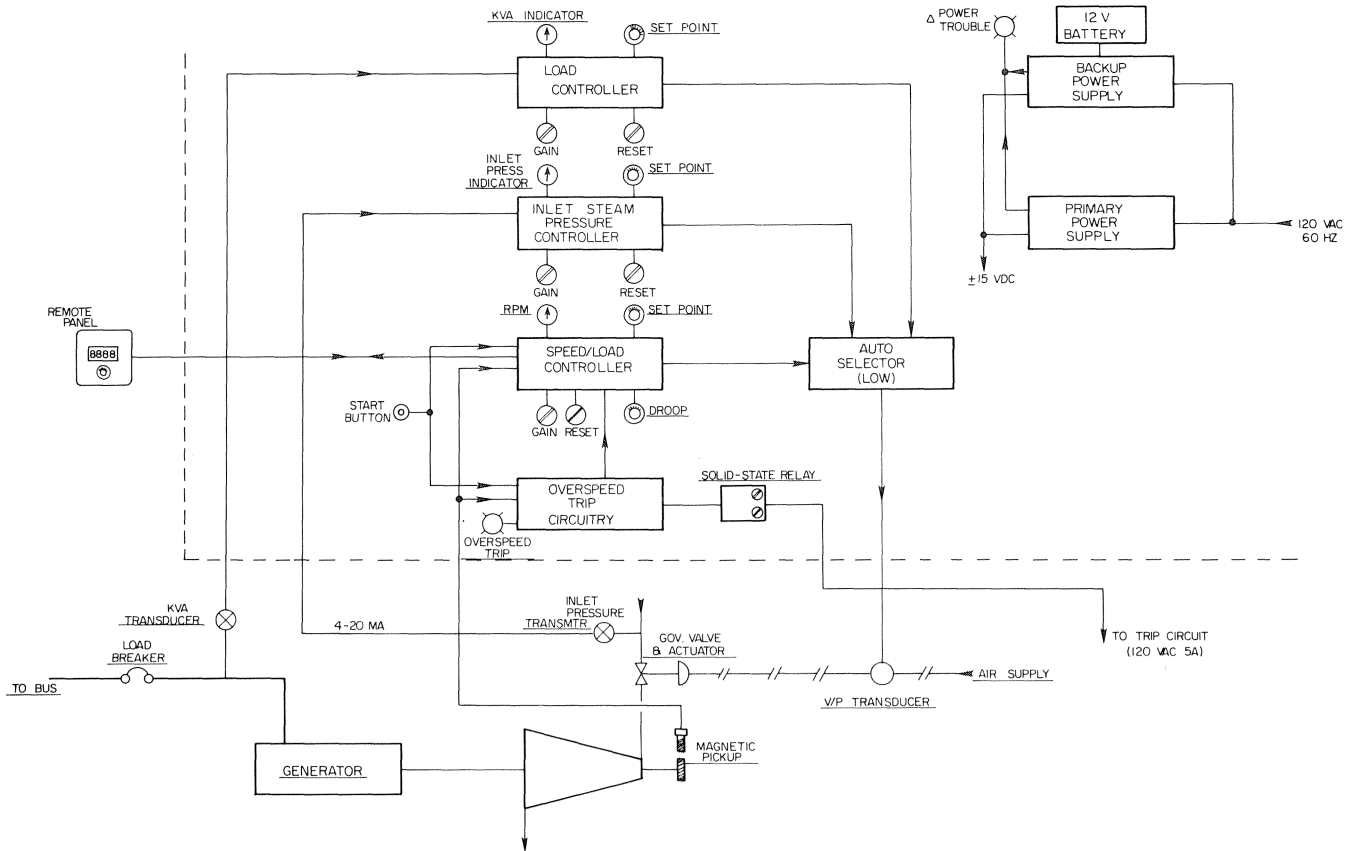 KVA INDICATOR
SET POINT
LOAD
CONTROLLER
GAIN
RESET
INLET
PRESS
INDICATOR
SET POINT
INLET STEAM
PRESSURE
CONTROLLER
GAIN
RESET
RPM
SET POINT
REMOTE
PANEL
8888
SPEED/LOAD
CONTROLLER
START
BUTTON
GAIN
RESET
DROOP
AUTO
SELECTOR
(LOW)
OVERSPEED
TRIP
CIRCUITRY
OVERSPEED
TRIP
SOLID-STATE RELAY
Δ POWER
TROUBLE
12 V
BATTERY
BACKUP
POWER
SUPPLY
PRIMARY
POWER
SUPPLY
120 VAC
60 HZ
±15 VDC
KVA
TRANSDUCER
LOAD
BREAKER
TO BUS
4-20 MA
INLET
PRESSURE
TRANSMTR
GOV. VALVE
& ACTUATOR
V/P TRANSDUCER
AIR SUPPLY
TO TRIP CIRCUIT
(120 VAC 5A)
GENERATOR
MAGNETIC
PICKUP